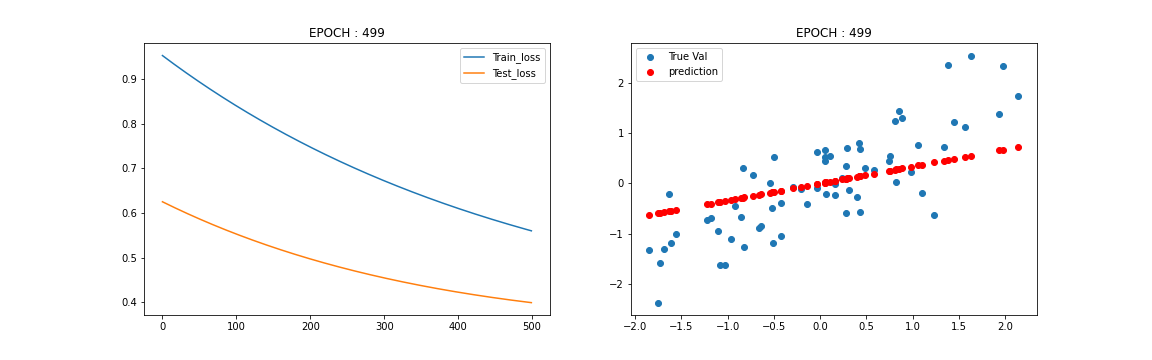 EPOCH : 499
Train_loss
Test_loss
0.9
0.8
0.7
0.6
0.5
0.4
0 100 200 300 400 500
EPOCH : 499
True Val
prediction
2
1
0
−1
−2
−2.0 −1.5 −1.0 −0.5 0.0 0.5 1.0 1.5 2.0